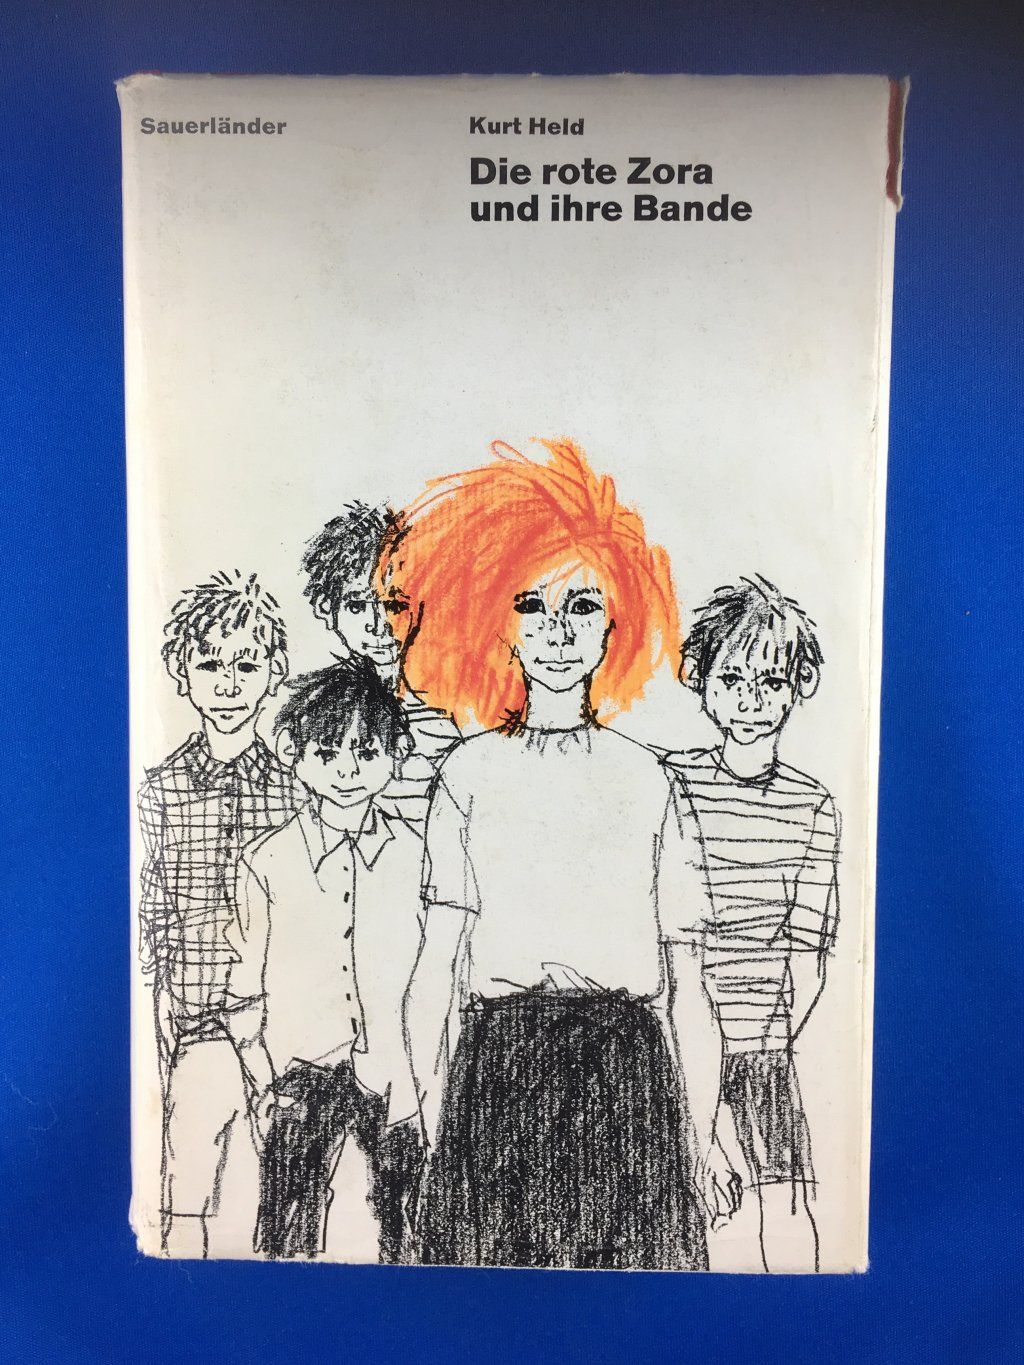 Sauerländer
Kurt Held
Die rote Zora
und ihre Bande